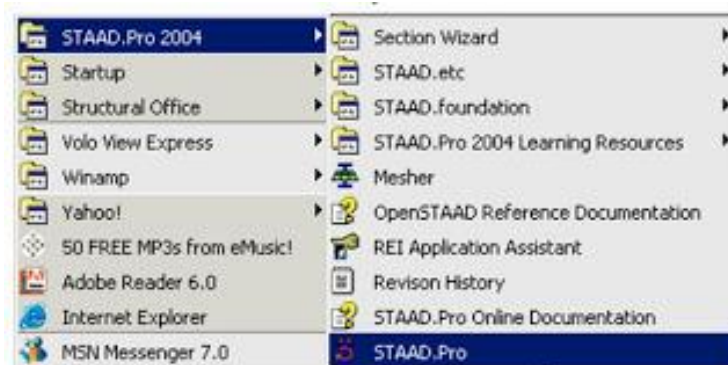 STAAD.Pro 2004
Startup
Structural Office
Volo View Express
Winamp
Yahoo!
50 FREE MP3s from eMusic!
Adobe Reader 6.0
Internet Explorer
MSN Messenger 7.0
Section Wizard
STAAD.etc
STAAD.foundation
STAAD.Pro 2004 Learning Resources
Mesher
OpenSTAAD Reference Documentation
REI Application Assistant
Revison History
STAAD.Pro Online Documentation
STAAD.Pro